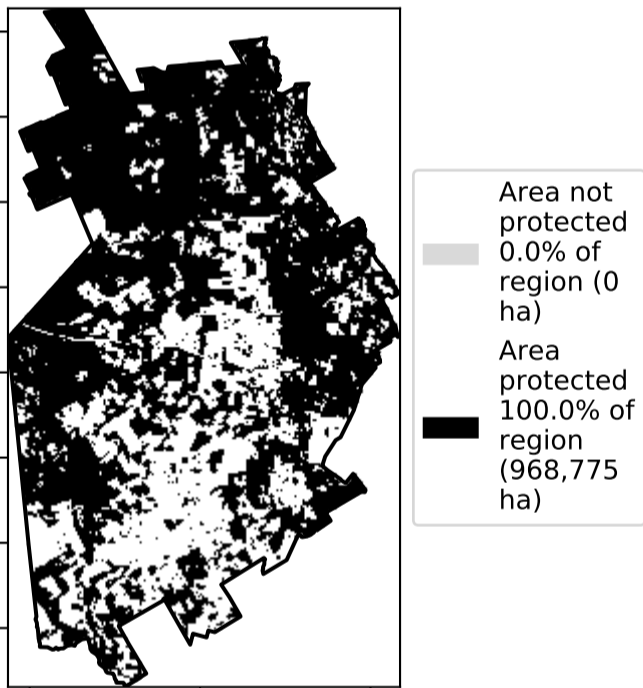 Area not
protected
0.0% of
region (0
ha)
Area
protected
100.0% of
region
(968,775
ha)